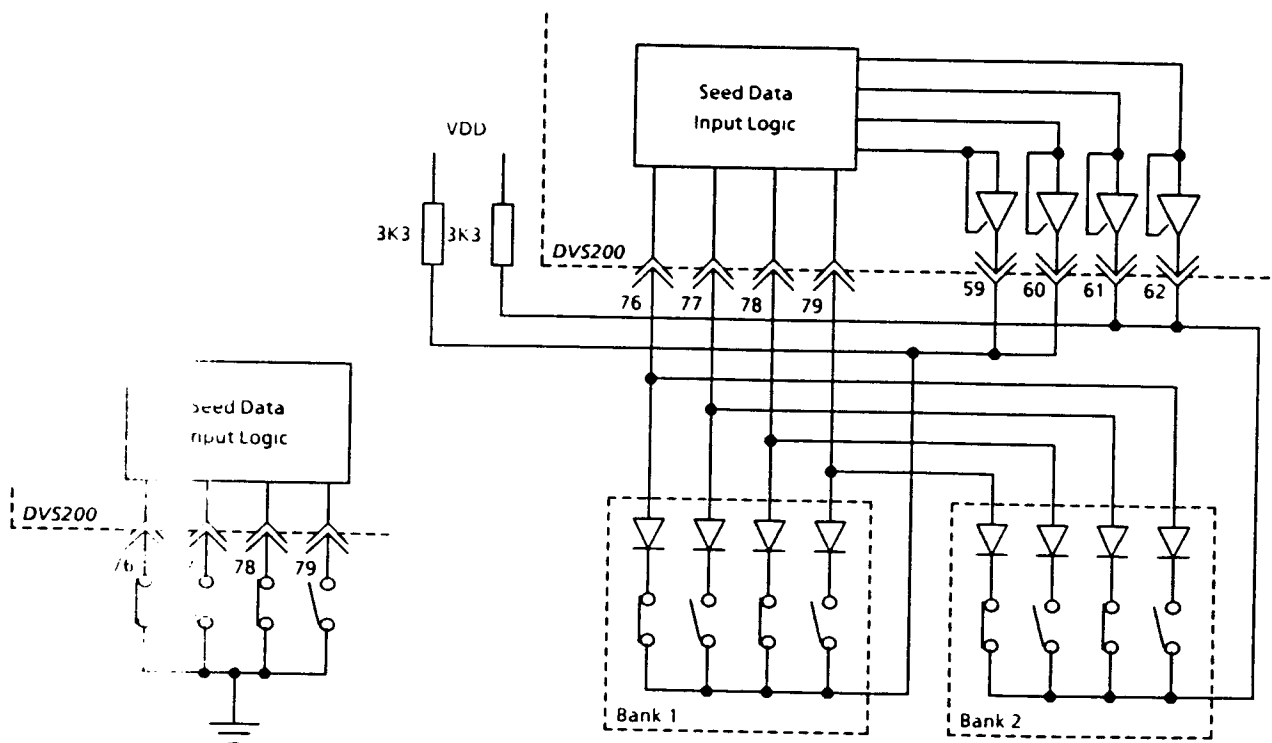 Seed Data
Input Logic
VDD
3K3 3K3
DVS200
76 77 78 79 59 60 61 62
Seed Data
Input Logic
DVS200
76 78 79
Bank 1 Bank 2